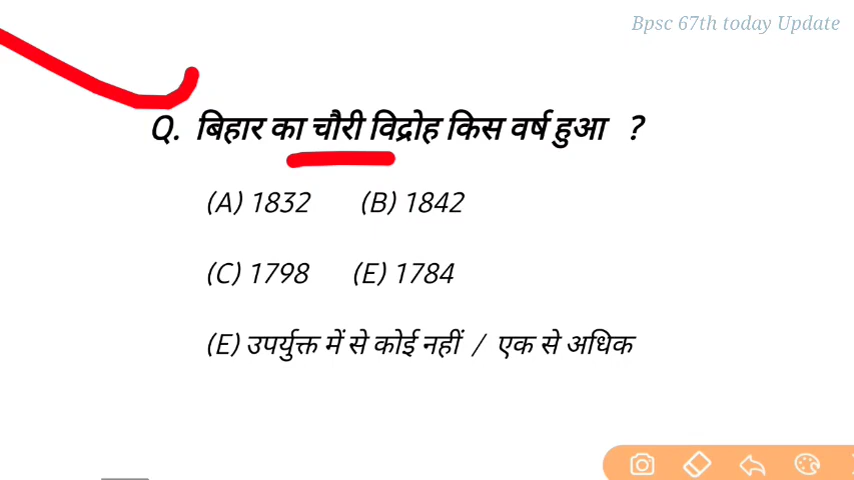 Bpsc 67th today Update
Q. बिहार का चौरी विद्रोह किस वर्ष हुआ ?
(A) 1832 (B) 1842
(C) 1798 (E) 1784
(E) उपर्युक्त में से कोई नहीं / एक से अधिक